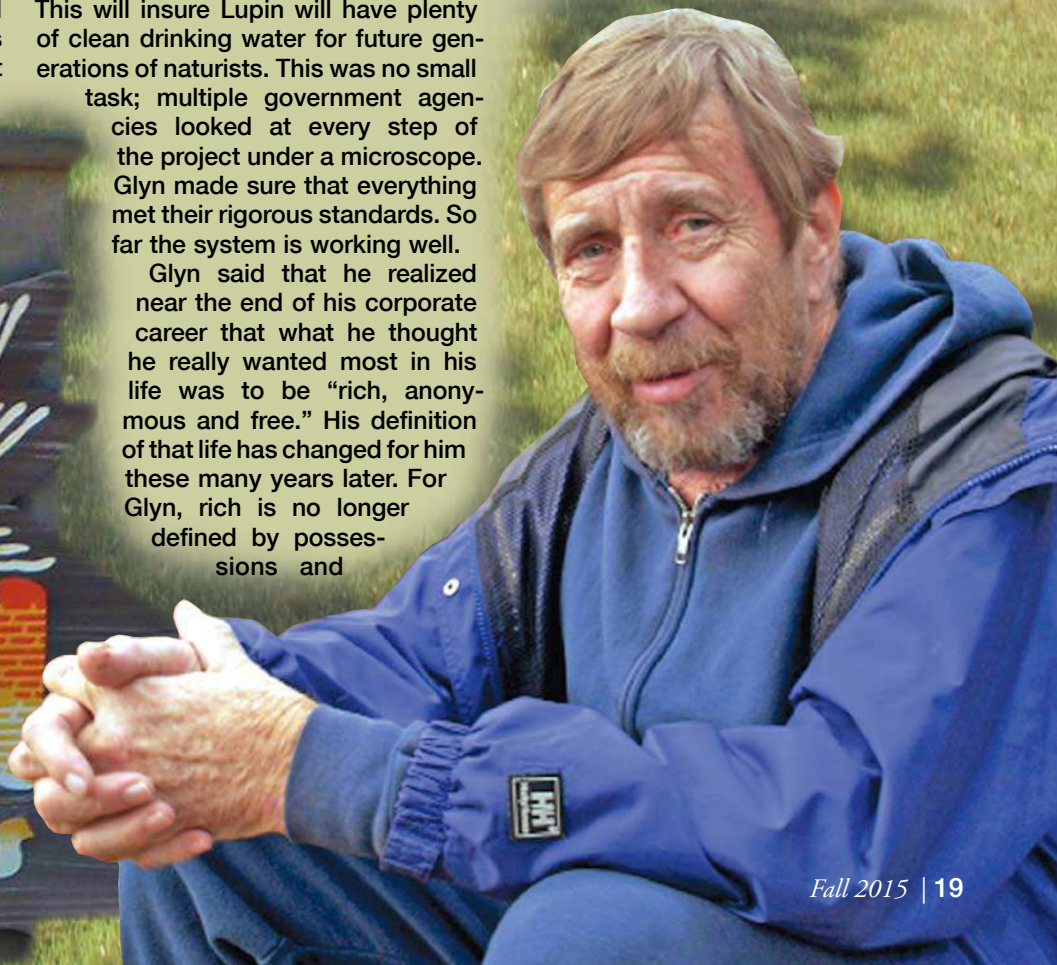 This will insure Lupin will have plenty
of clean drinking water for future gen-
erations of naturists. This was no small
task; multiple government agen-
cies looked at every step of
the project under a microscope.
Glyn made sure that everything
met their rigorous standards. So
far the system is working well.
Glyn said that he realized
near the end of his corporate
career that what he thought
he really wanted most in his
life was to be “rich, anony-
mous and free.” His definition
of that life has changed for him
these many years later. For
Glyn, rich is no longer
defined by posses-
sions and
HH
Fall 2015 | 19